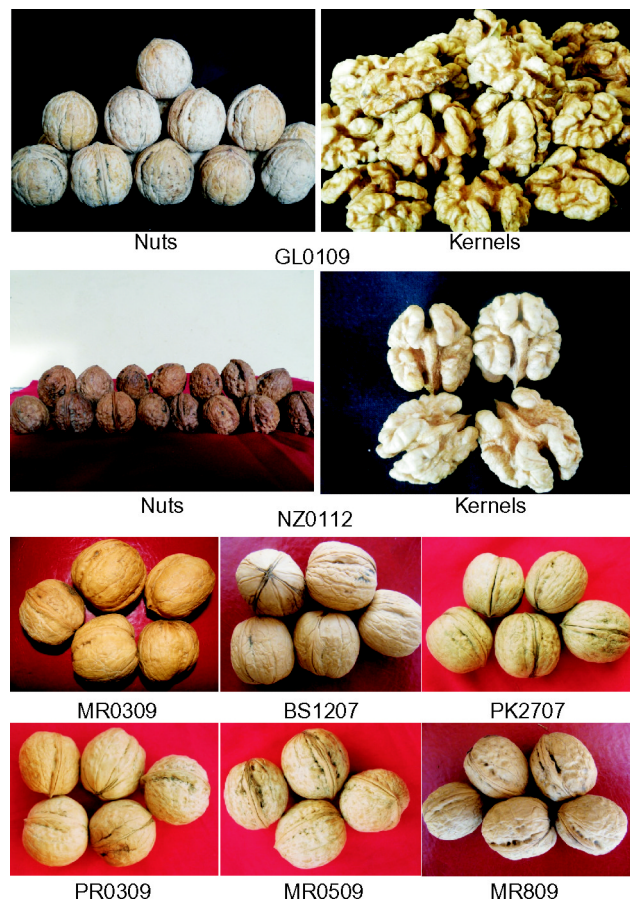 Nuts
Kernels
GL0109
Nuts
Kernels
NZ0112
MR0309
BS1207
PK2707
PR0309
MR0509
MR809